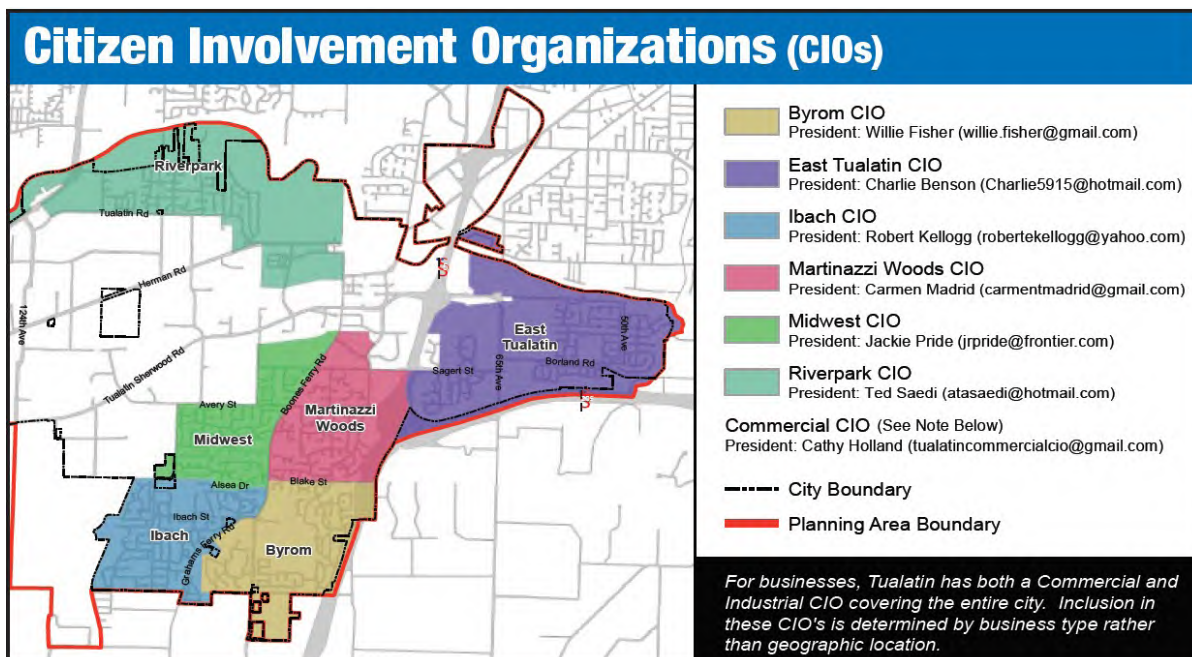 Citizen Involvement Organizations (CIOs)
Riverpark
Tualatin Rd
Herman Rd
124th Ave
Tualatin Sherwood Rd
East
Tualatin
50th Ave
65th Ave
Borland Rd
Sagert St
Boones Ferry Rd
Avery St
Martinazzi
Woods
Midwest
Alsea Dr
Blake St
Ibach St
Ibach
Grahams Ferry Rd
Byrom
Byrom CIO
President: Willie Fisher (willie.fisher@gmail.com)
East Tualatin CIO
President: Charlie Benson (Charlie5915@hotmail.com)
Ibach CIO
President: Robert Kellogg (robertekellogg@yahoo.com)
Martinazzi Woods CIO
President: Carmen Madrid (carmentmadrid@gmail.com)
Midwest CIO
President: Jackie Pride (jrpride@frontier.com)
Riverpark CIO
President: Ted Saedi (atasaedi@hotmail.com)
Commercial CIO (See Note Below)
President: Cathy Holland (tualatincommercialcio@gmail.com)
City Boundary
Planning Area Boundary
For businesses, Tualatin has both a Commercial and
Industrial CIO covering the entire city. Inclusion in
these CIO's is determined by business type rather
than geographic location.